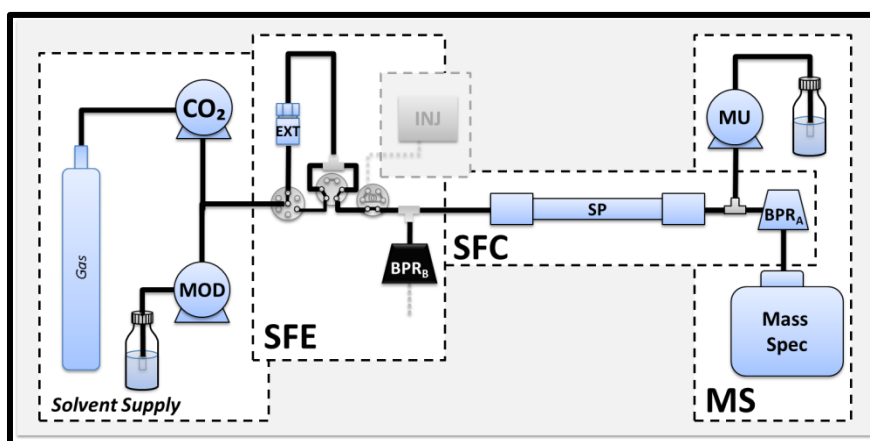 Gas
CO₂
MOD
Solvent Supply
EXT
INJ
BPR_B
SFE
SP
SFC
MU
BPR_A
Mass
Spec
MS